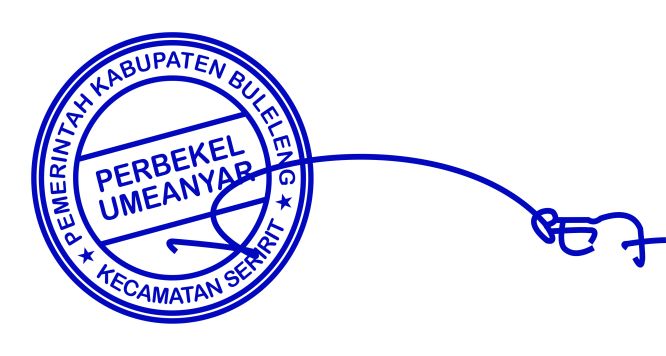 PEMERINTAH KABUPATEN BULELENG
PERBEKEL
UMEANYAR
★ KECAMATAN SERIRIT ★